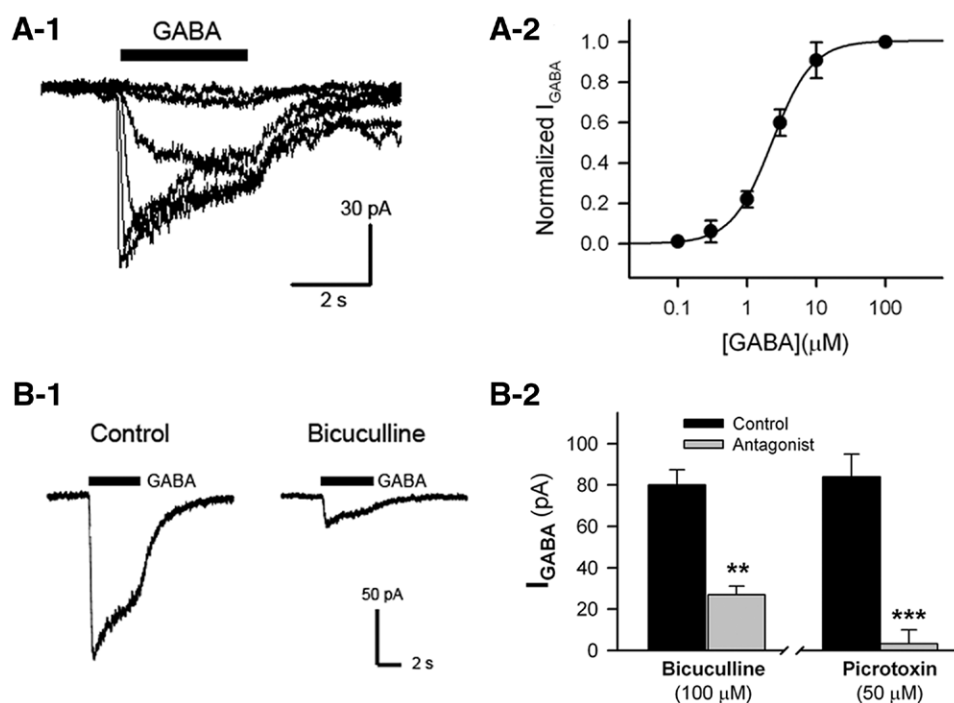 A-1
GABA
30 pA
2 s
A-2
Normalized I_GABA
1.0
0.8
0.6
0.4
0.2
0.0
0.1 1 10 100
[GABA](μM)
B-1
Control
GABA
Bicuculline
GABA
50 pA
2 s
B-2
Control
Antagonist
I_GABA (pA)
100
80
60
40
20
0
**
***
Bicuculline
(100 μM)
Picrotoxin
(50 μM)